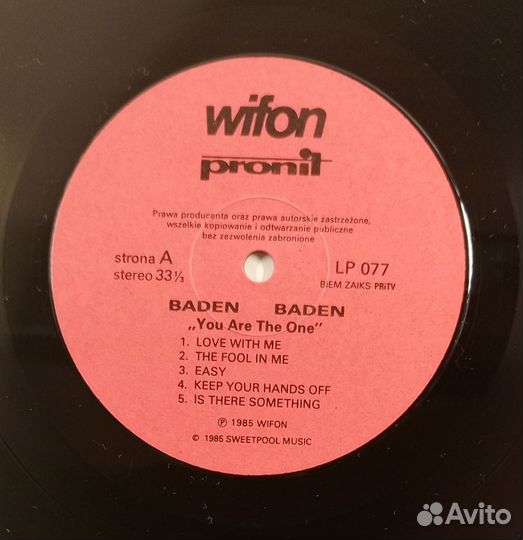 wifon
pronit
Prawa producenta oraz prawa autorskie zastrzeżone,
wszelkie kopiowanie i odtwarzanie publiczne
bez zezwolenia zabronione
strona A
stereo 33 1/3
LP 077
BIEM ZAIKS PRiTV
BADEN BADEN
„You Are The One"
1. LOVE WITH ME
2. THE FOOL IN ME
3. EASY
4. KEEP YOUR HANDS OFF
5. IS THERE SOMETHING
Ⓟ 1985 WIFON
© 1985 SWEETPOOL MUSIC
Avito